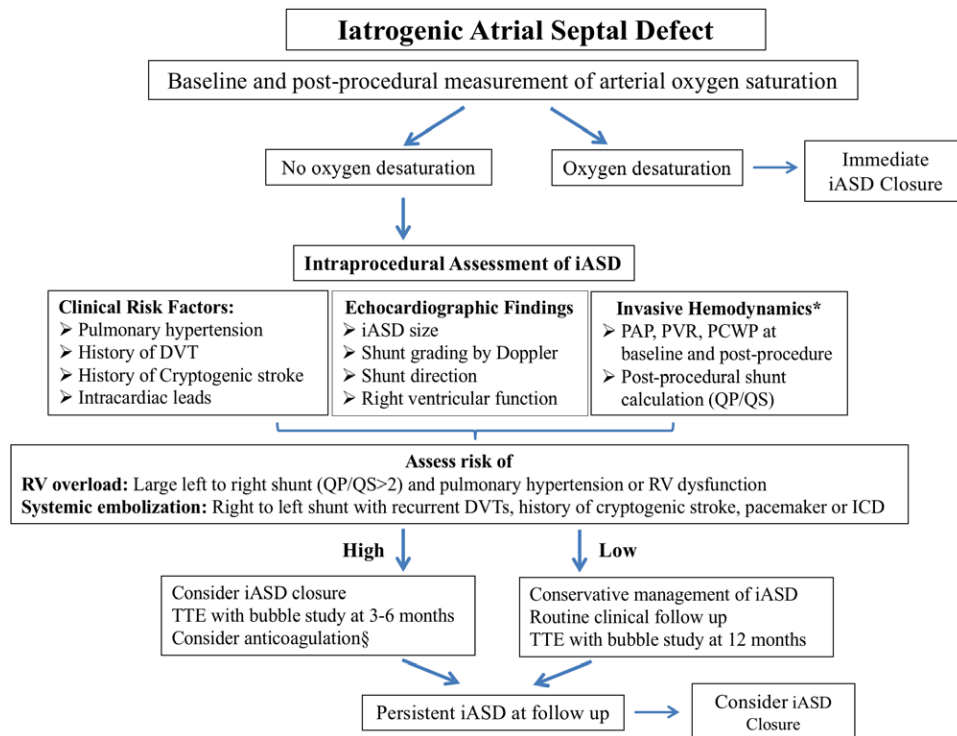 Iatrogenic Atrial Septal Defect
Baseline and post-procedural measurement of arterial oxygen saturation
No oxygen desaturation
Oxygen desaturation
Immediate
iASD Closure
Intraprocedural Assessment of iASD
Clinical Risk Factors:
➢ Pulmonary hypertension
➢ History of DVT
➢ History of Cryptogenic stroke
➢ Intracardiac leads
Echocardiographic Findings
➢ iASD size
➢ Shunt grading by Doppler
➢ Shunt direction
➢ Right ventricular function
Invasive Hemodynamics*
➢ PAP, PVR, PCWP at
baseline and post-procedure
➢ Post-procedural shunt
calculation (QP/QS)
Assess risk of
RV overload: Large left to right shunt (QP/QS>2) and pulmonary hypertension or RV dysfunction
Systemic embolization: Right to left shunt with recurrent DVTs, history of cryptogenic stroke, pacemaker or ICD
High
Low
Consider iASD closure
TTE with bubble study at 3-6 months
Consider anticoagulation§
Conservative management of iASD
Routine clinical follow up
TTE with bubble study at 12 months
Persistent iASD at follow up
Consider iASD
Closure